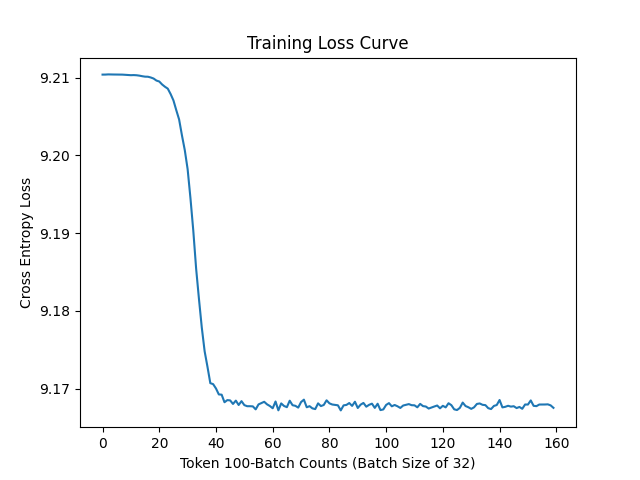 Training Loss Curve
9.21
9.20
9.19
9.18
9.17
Cross Entropy Loss
0 20 40 60 80 100 120 140 160
Token 100-Batch Counts (Batch Size of 32)